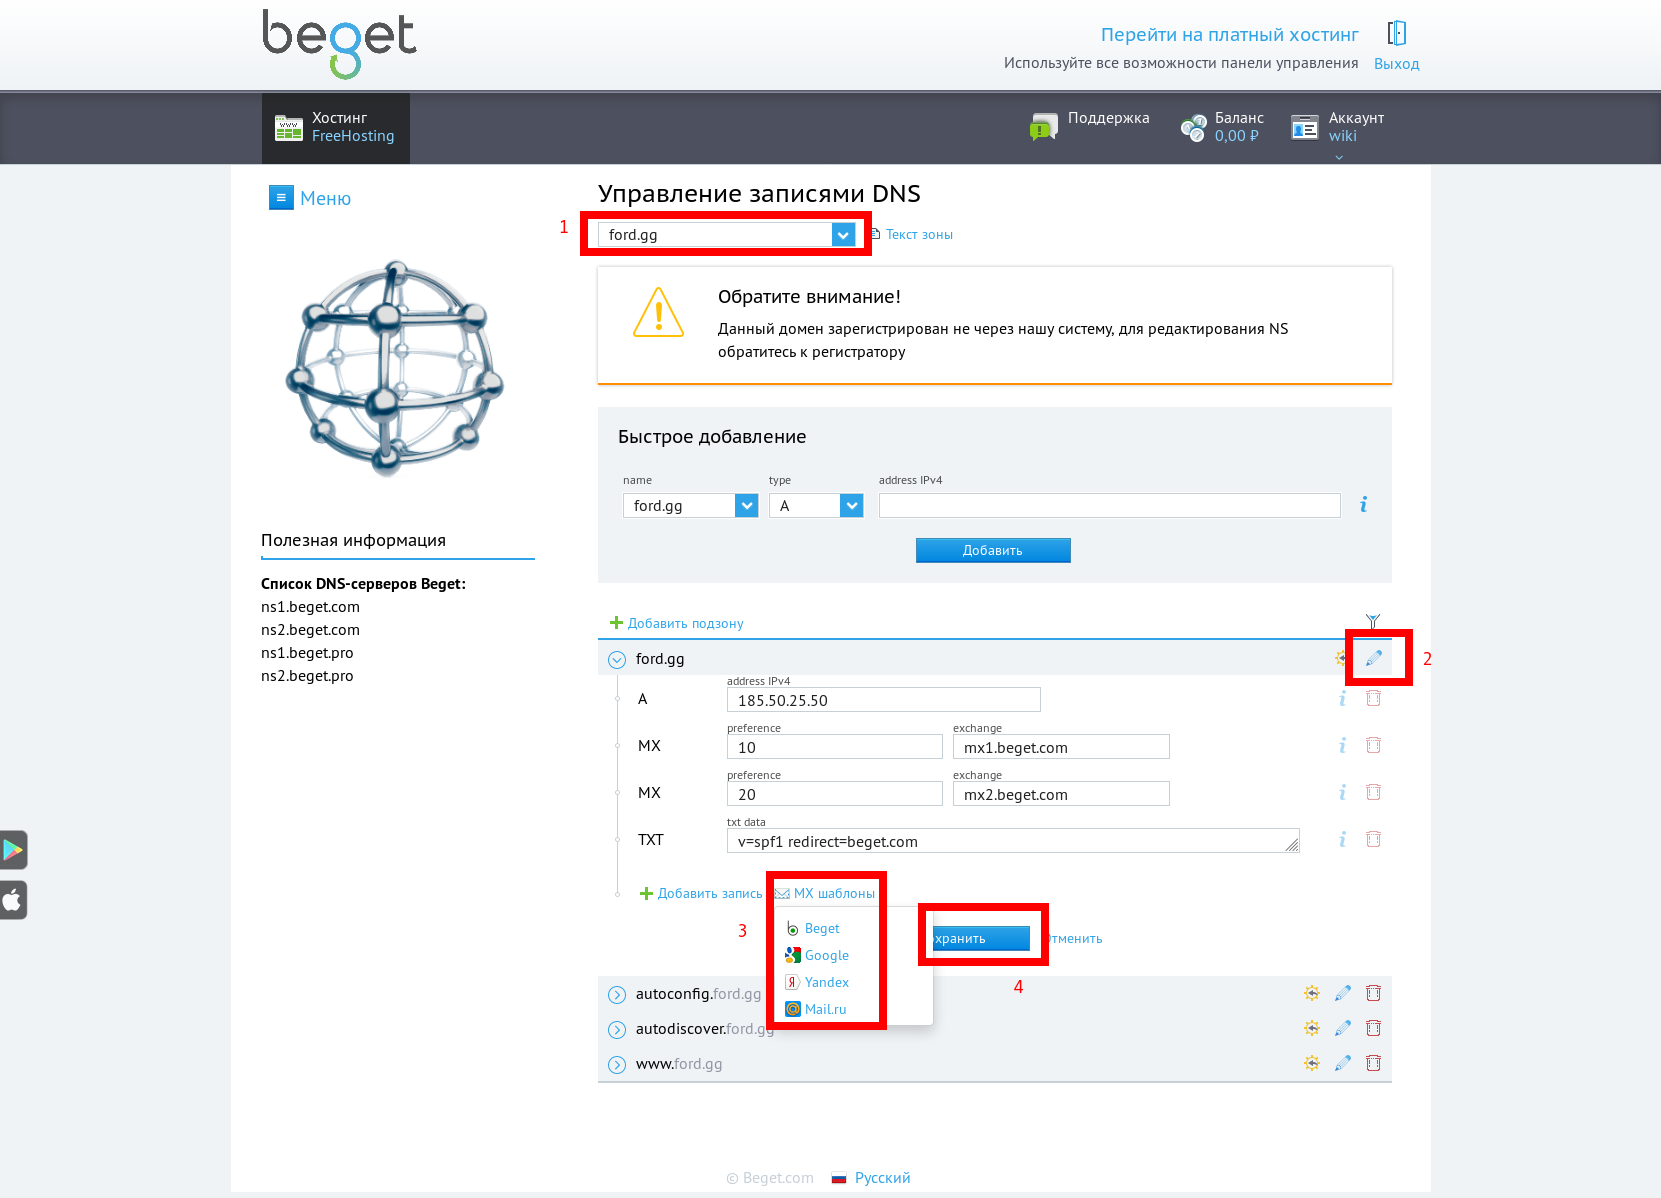 beget
Перейти на платный хостинг
Используйте все возможности панели управления
Выход
Хостинг
FreeHosting
Поддержка
Баланс
0,00 ₽
Аккаунт
wiki
Меню
Управление записями DNS
1
ford.gg
Текст зоны
Обратите внимание!
Данный домен зарегистрирован не через нашу систему, для редактирования NS
обратитесь к регистратору
Быстрое добавление
name type address IPv4
ford.gg A
Добавить
Полезная информация
Список DNS-серверов Beget:
ns1.beget.com
ns2.beget.com
ns1.beget.pro
ns2.beget.pro
Добавить подзону
ford.gg
2
address IPv4
A 185.50.25.50
preference exchange
MX 10 mx1.beget.com
preference exchange
MX 20 mx2.beget.com
txt data
TXT v=spf1 redirect=beget.com
Добавить запись MX шаблоны
3
Beget
Google
Yandex
Mail.ru
охранить
Отменить
4
autoconfig.ford.gg
autodiscover.ford.gg
www.ford.gg
© Beget.com Русский